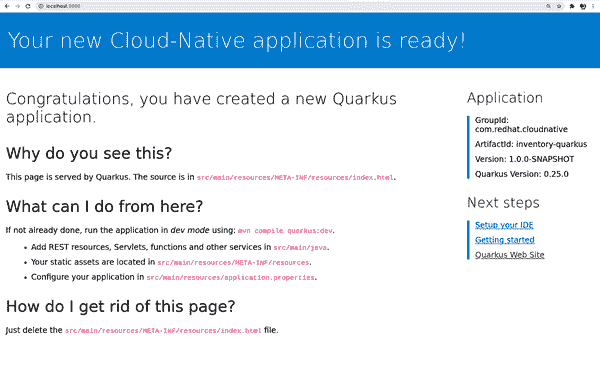 localhost:8080
Your new Cloud-Native application is ready!
Congratulations, you have created a new Quarkus
application.
Why do you see this?
This page is served by Quarkus. The source is in src/main/resources/META-INF/resources/index.html.
What can I do from here?
If not already done, run the application in dev mode using: mvn compile quarkus:dev.
Add REST resources, Servlets, functions and other services in src/main/java.
Your static assets are located in src/main/resources/META-INF/resources.
Configure your application in src/main/resources/application.properties.
How do I get rid of this page?
Just delete the src/main/resources/META-INF/resources/index.html file.
Application
GroupId:
com.redhat.cloudnative
ArtifactId: inventory-quarkus
Version: 1.0.0-SNAPSHOT
Quarkus Version: 0.25.0
Next steps
Setup your IDE
Getting started
Quarkus Web Site